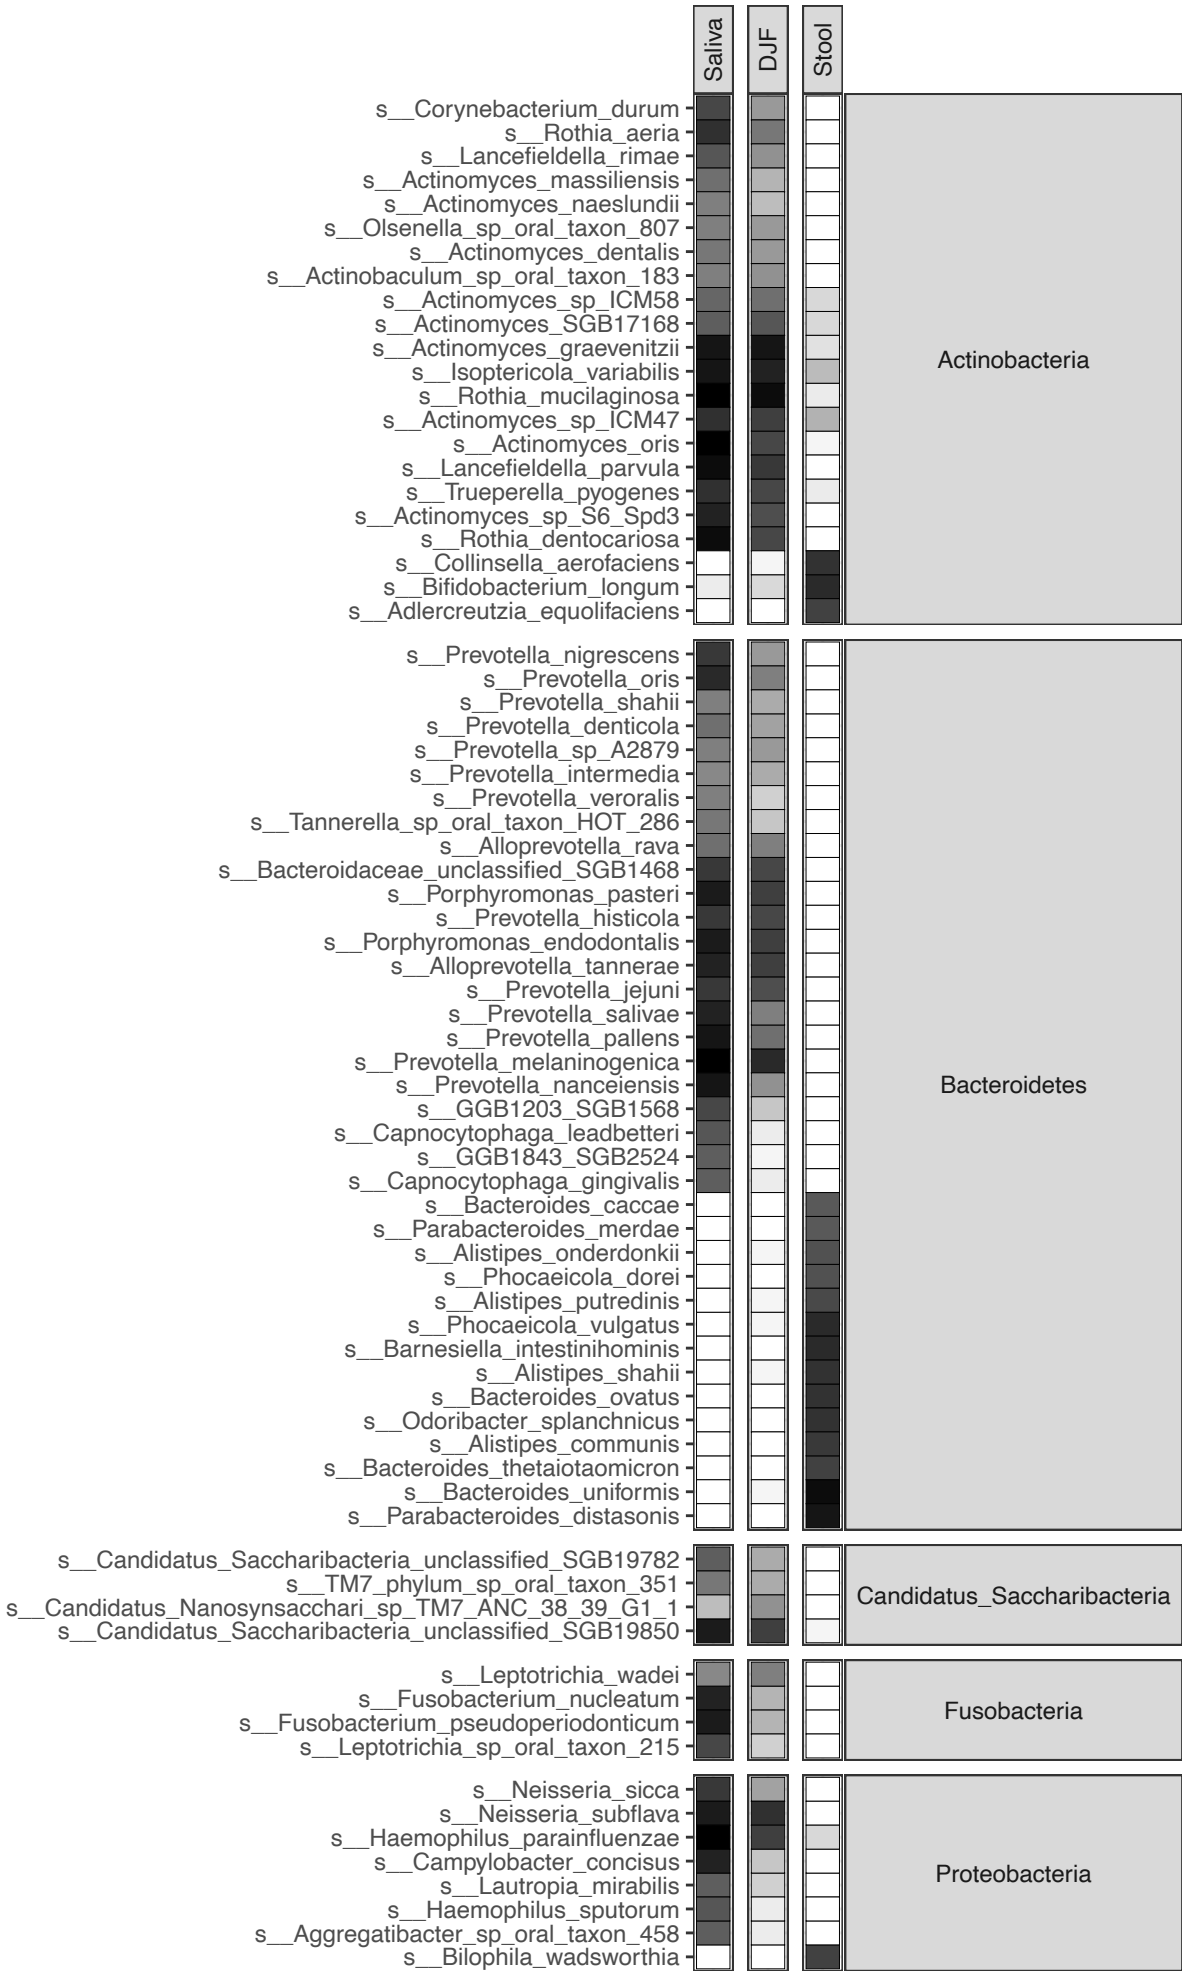 Saliva
DJF
Stool
s__Corynebacterium_durum
s__Rothia_aeria
s__Lancefieldella_rimae
s__Actinomyces_massiliensis
s__Actinomyces_naeslundii
s__Olsenella_sp_oral_taxon_807
s__Actinomyces_dentalis
s__Actinobaculum_sp_oral_taxon_183
s__Actinomyces_sp_ICM58
s__Actinomyces_SGB17168
s__Actinomyces_graevenitzii
s__Isoptericola_variabilis
s__Rothia_mucilaginosa
s__Actinomyces_sp_ICM47
s__Actinomyces_oris
s__Lancefieldella_parvula
s__Trueperella_pyogenes
s__Actinomyces_sp_S6_Spd3
s__Rothia_dentocariosa
s__Collinsella_aerofaciens
s__Bifidobacterium_longum
s__Adlercreutzia_equolifaciens
Actinobacteria
s__Prevotella_nigrescens
s__Prevotella_oris
s__Prevotella_shahii
s__Prevotella_denticola
s__Prevotella_sp_A2879
s__Prevotella_intermedia
s__Prevotella_veroralis
s__Tannerella_sp_oral_taxon_HOT_286
s__Alloprevotella_rava
s__Bacteroidaceae_unclassified_SGB1468
s__Porphyromonas_pasteri
s__Prevotella_histicola
s__Porphyromonas_endodontalis
s__Alloprevotella_tannerae
s__Prevotella_jejuni
s__Prevotella_salivae
s__Prevotella_pallens
s__Prevotella_melaninogenica
s__Prevotella_nanceiensis
s__GGB1203_SGB1568
s__Capnocytophaga_leadbetteri
s__GGB1843_SGB2524
s__Capnocytophaga_gingivalis
s__Bacteroides_caccae
s__Parabacteroides_merdae
s__Alistipes_onderdonkii
s__Phocaeicola_dorei
s__Alistipes_putredinis
s__Phocaeicola_vulgatus
s__Barnesiella_intestinihominis
s__Alistipes_shahii
s__Bacteroides_ovatus
s__Odoribacter_splanchnicus
s__Alistipes_communis
s__Bacteroides_thetaiotaomicron
s__Bacteroides_uniformis
s__Parabacteroides_distasonis
Bacteroidetes
s__Candidatus_Saccharibacteria_unclassified_SGB19782
s__TM7_phylum_sp_oral_taxon_351
s__Candidatus_Nanosynsacchari_sp_TM7_ANC_38_39_G1_1
s__Candidatus_Saccharibacteria_unclassified_SGB19850
Candidatus_Saccharibacteria
s__Leptotrichia_wadei
s__Fusobacterium_nucleatum
s__Fusobacterium_pseudoperiodonticum
s__Leptotrichia_sp_oral_taxon_215
Fusobacteria
s__Neisseria_sicca
s__Neisseria_subflava
s__Haemophilus_parainfluenzae
s__Campylobacter_concisus
s__Lautropia_mirabilis
s__Haemophilus_sputorum
s__Aggregatibacter_sp_oral_taxon_458
s__Bilophila_wadsworthia
Proteobacteria